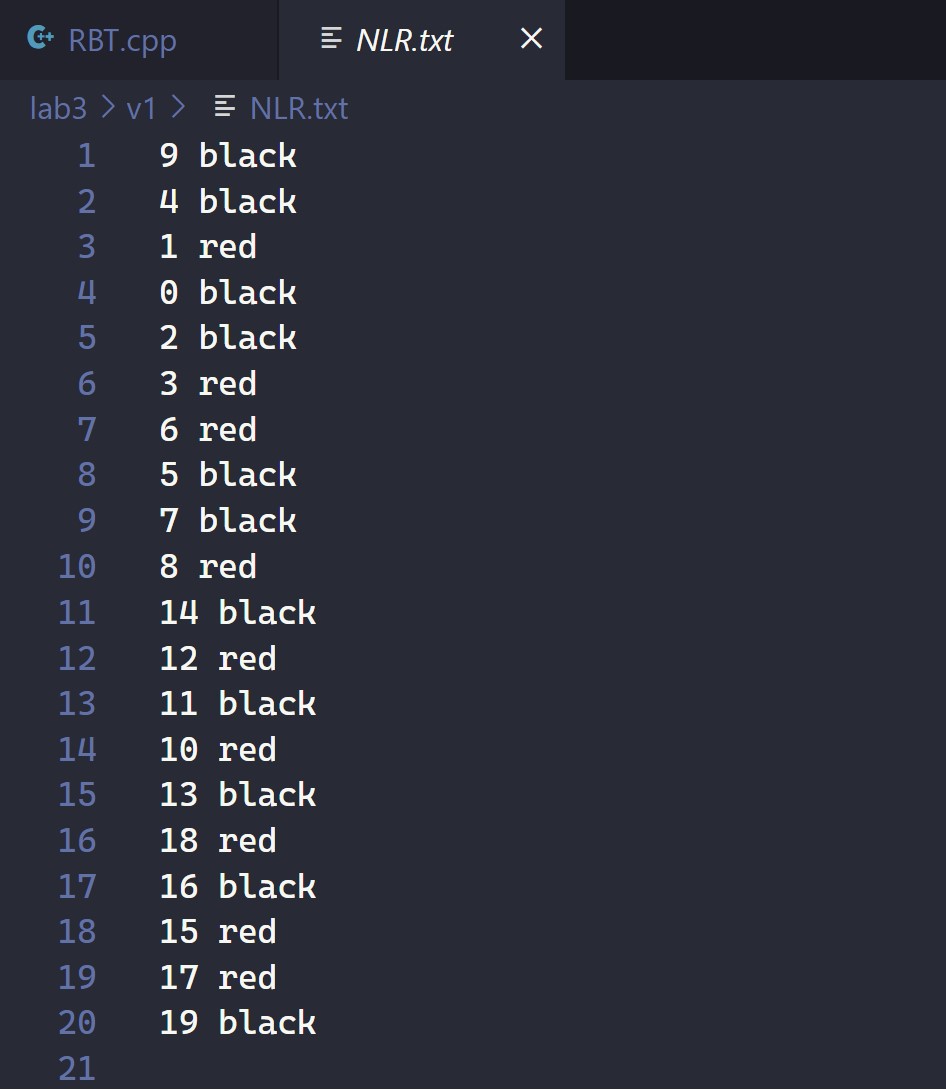 RBT.cpp NLR.txt
lab3 > v1 > NLR.txt
1 9 black
2 4 black
3 1 red
4 0 black
5 2 black
6 3 red
7 6 red
8 5 black
9 7 black
10 8 red
11 14 black
12 12 red
13 11 black
14 10 red
15 13 black
16 18 red
17 16 black
18 15 red
19 17 red
20 19 black
21